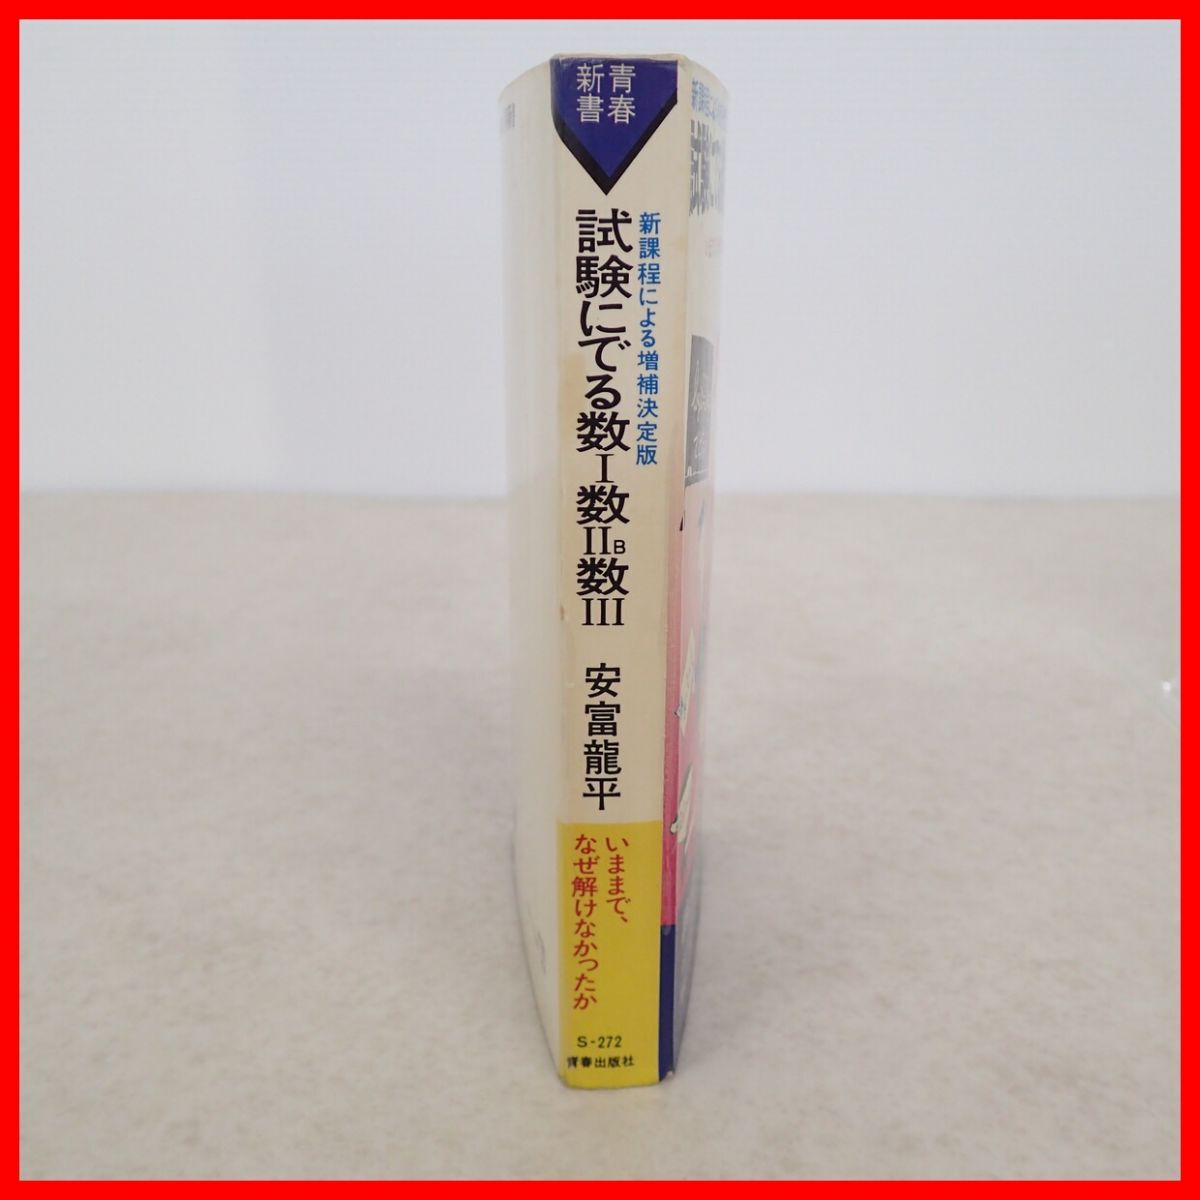 青春
新書
新課程による増補決定版
試験にでる数I数IIB数III
安富龍平
いままで、
なぜ解けなかったか
S-272
青春出版社